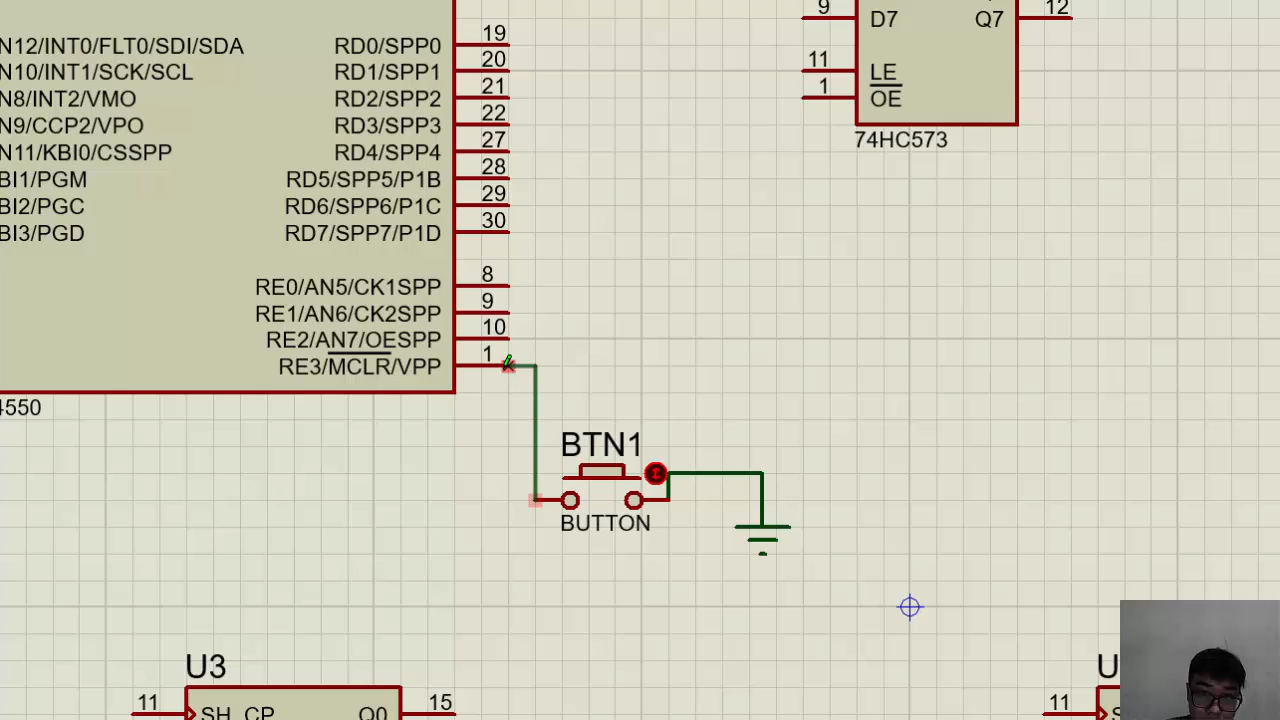 9 D7 Q7 12
N12/INT0/FLT0/SDI/SDA RD0/SPP0 19
N10/INT1/SCK/SCL RD1/SPP1 20
11 LE
N8/INT2/VMO RD2/SPP2 21
1 OE
N9/CCP2/VPO RD3/SPP3 22
74HC573
N11/KBI0/CSSPP RD4/SPP4 27
BI1/PGM RD5/SPP5/P1B 28
BI2/PGC RD6/SPP6/P1C 29
BI3/PGD RD7/SPP7/P1D 30
RE0/AN5/CK1SPP 8
RE1/AN6/CK2SPP 9
RE2/AN7/OESPP 10
RE3/MCLR/VPP 1
4550
BTN1
BUTTON
U3 U
11 SH_CP Q0 15
11 S